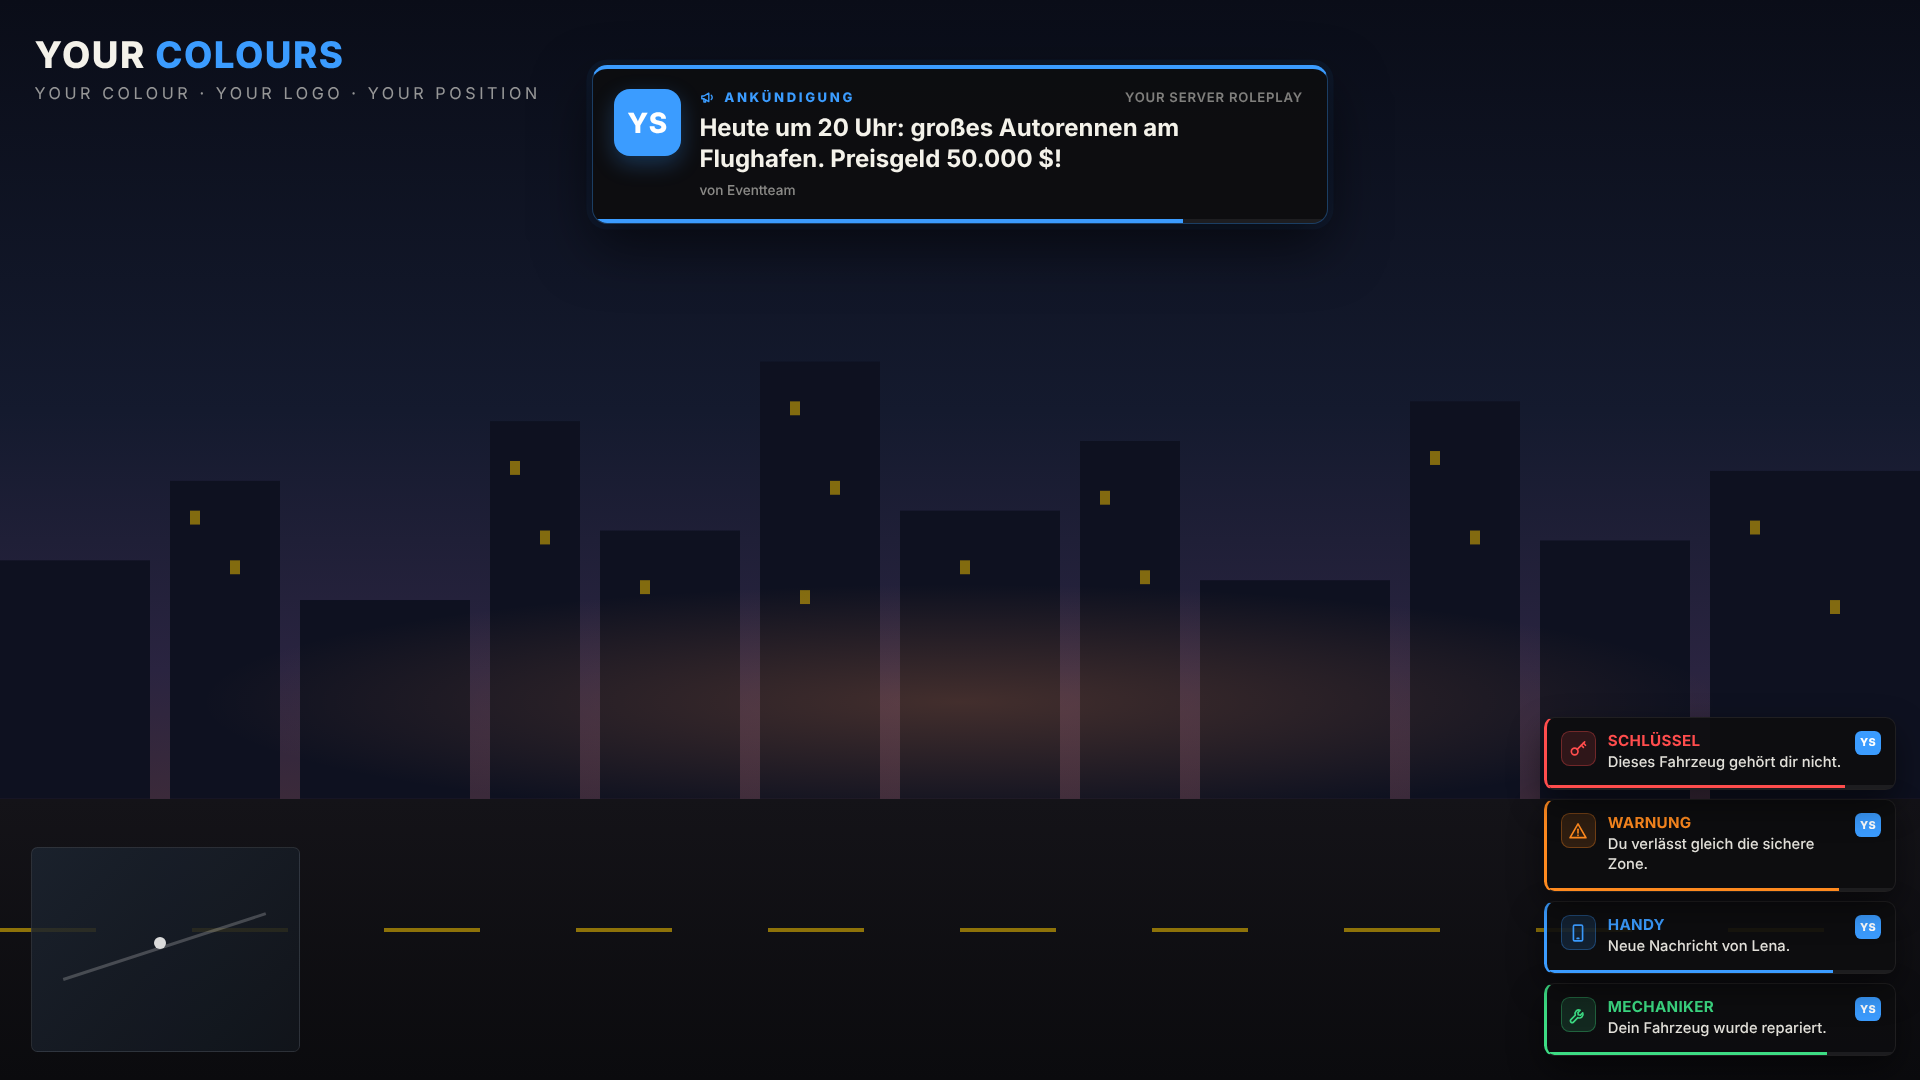 YOUR COLOURS
YOUR COLOUR · YOUR LOGO · YOUR POSITION
YS
ANKÜNDIGUNG
YOUR SERVER ROLEPLAY
Heute um 20 Uhr: großes Autorennen am
Flughafen. Preisgeld 50.000 $!
von Eventteam
SCHLÜSSEL
YS
Dieses Fahrzeug gehört dir nicht.
WARNUNG
YS
Du verlässt gleich die sichere
Zone.
HANDY
YS
Neue Nachricht von Lena.
MECHANIKER
YS
Dein Fahrzeug wurde repariert.